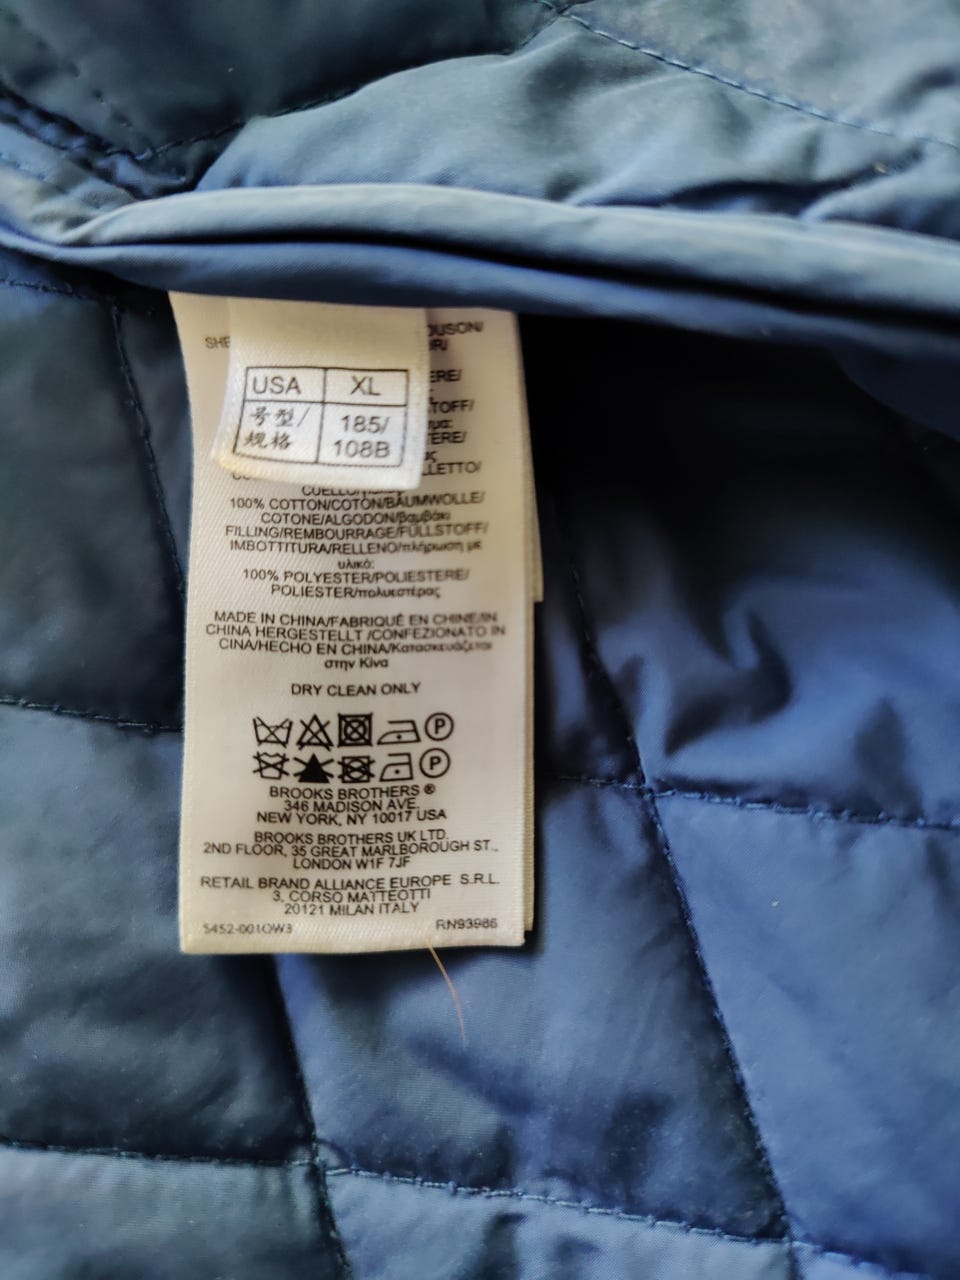 USA XL
号型/ 185/
规格 108B
100% COTTON/COTON/BAUMWOLLE/
COTONE/ALGODON/βαμβάκι
FILLING/REMBOURRAGE/FÜLLSTOFF/
IMBOTTITURA/RELLENO/πλήρωση με
υλικό:
100% POLYESTER/POLIESTERE/
POLIESTER/πολυεστέρας
MADE IN CHINA/FABRIQUÉ EN CHINE/IN
CHINA HERGESTELLT /CONFEZIONATO IN
CINA/HECHO EN CHINA/Κατασκευάζεται
στην Κίνα
DRY CLEAN ONLY
P
P
BROOKS BROTHERS ®
346 MADISON AVE
NEW YORK, NY 10017 USA
BROOKS BROTHERS UK LTD.
2ND FLOOR, 35 GREAT MARLBOROUGH ST.,
LONDON W1F 7JF
RETAIL BRAND ALLIANCE EUROPE S.R.L.
3, CORSO MATTEOTTI
20121 MILAN ITALY
5452-001OW3 RN93986